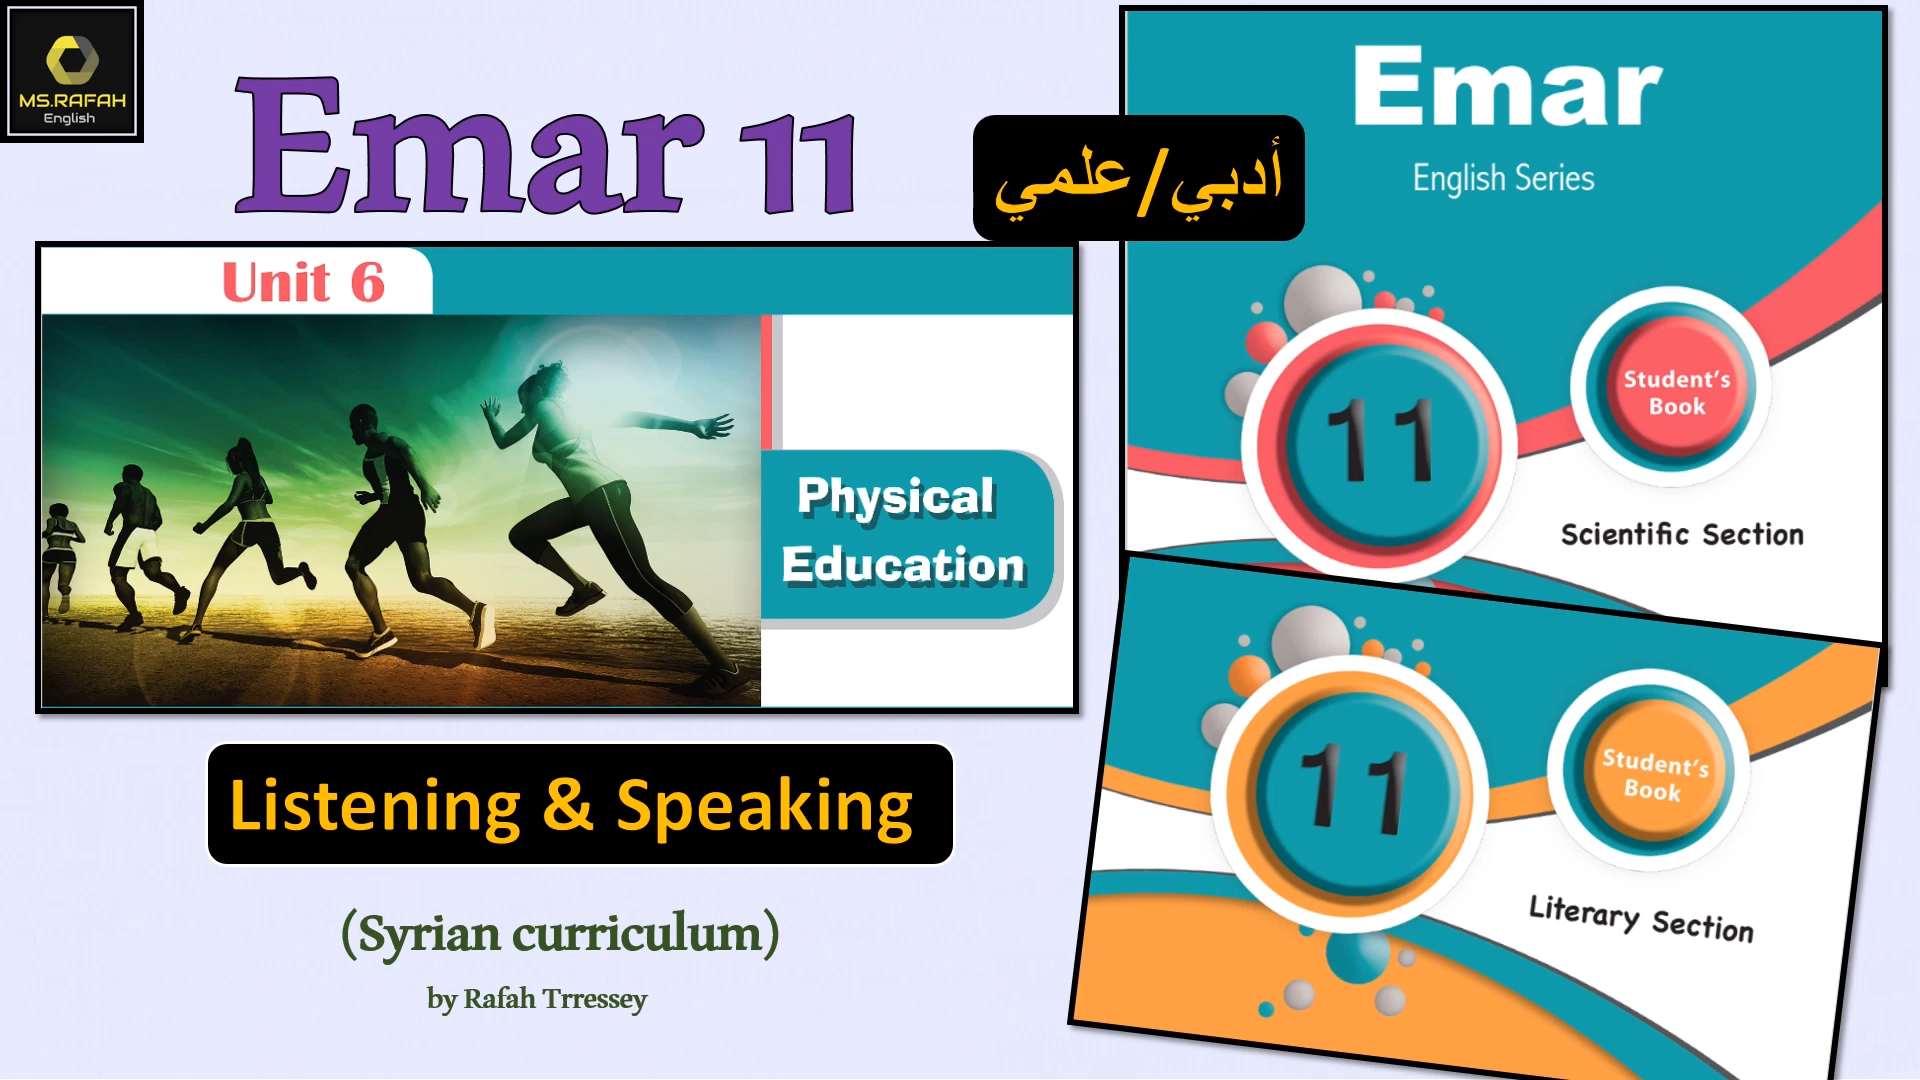 MS.RAFAH
English
Emar 11
أدبي/علمي
Unit 6
Physical
Education
Listening & Speaking
(Syrian curriculum)
by Rafah Trressey
Emar
English Series
11
Student's
Book
Scientific Section
11
Student's
Book
Literary Section